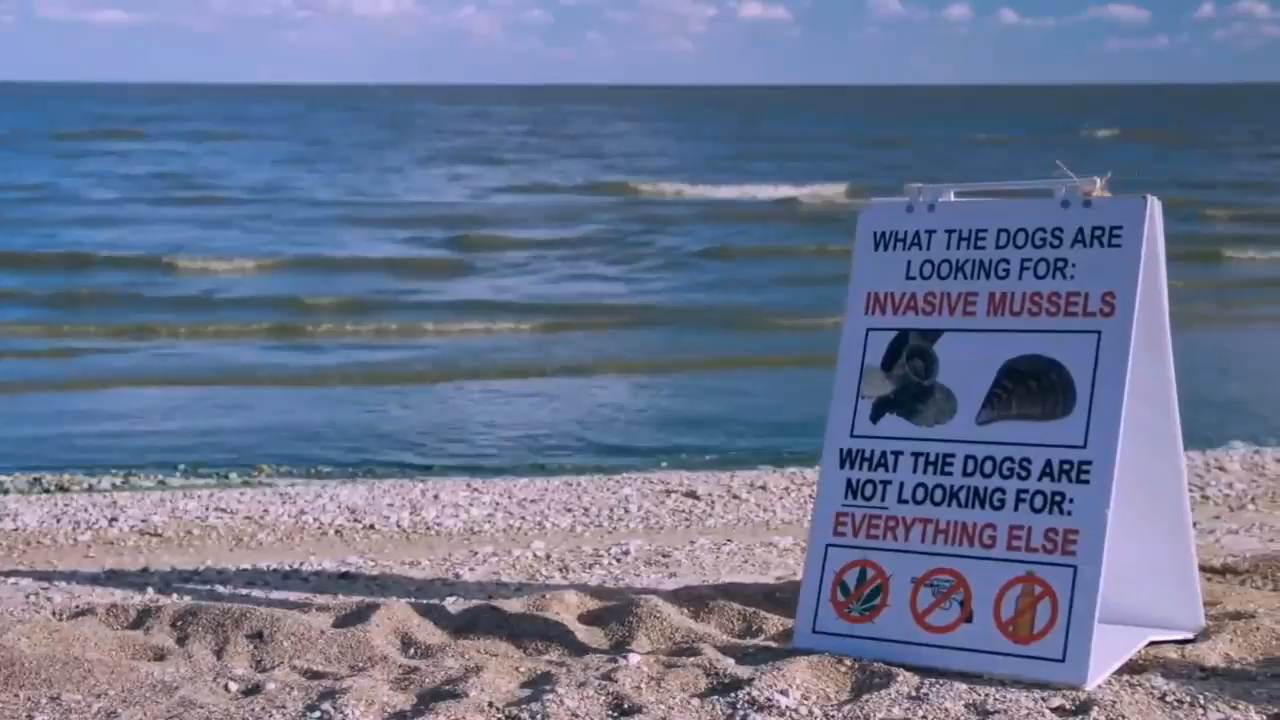 WHAT THE DOGS ARE
LOOKING FOR:
INVASIVE MUSSELS
WHAT THE DOGS ARE
NOT LOOKING FOR:
EVERYTHING ELSE